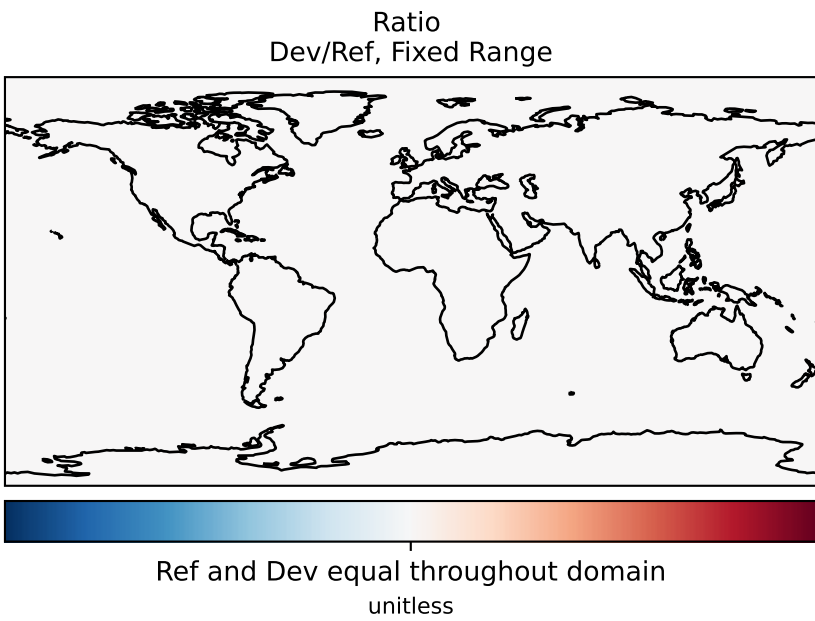 Ratio
Dev/Ref, Fixed Range
Ref and Dev equal throughout domain
unitless